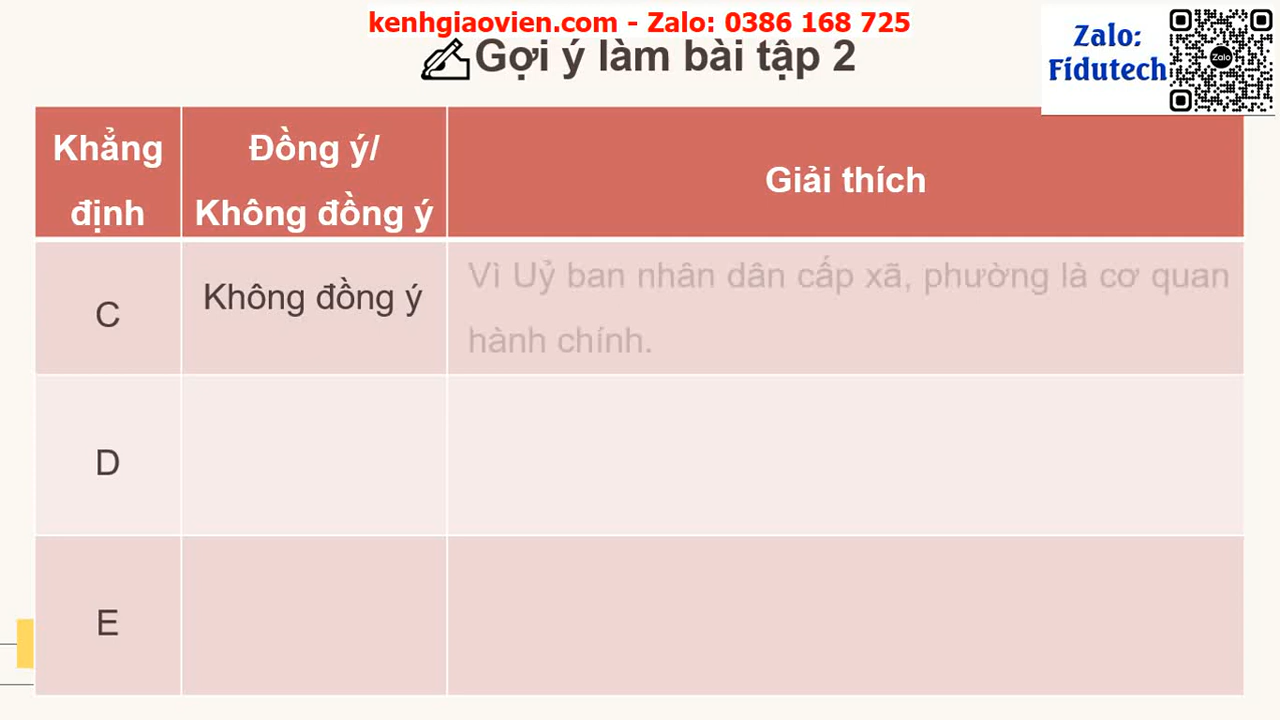 kenhgiaovien.com - Zalo: 0386 168 725
Gợi ý làm bài tập 2
Zalo:
Fidutech
Zalo
Khẳng
định
Đồng ý/
Không đồng ý
Giải thích
C
Không đồng ý
Vì Uỷ ban nhân dân cấp xã, phường là cơ quan
hành chính.
D
E